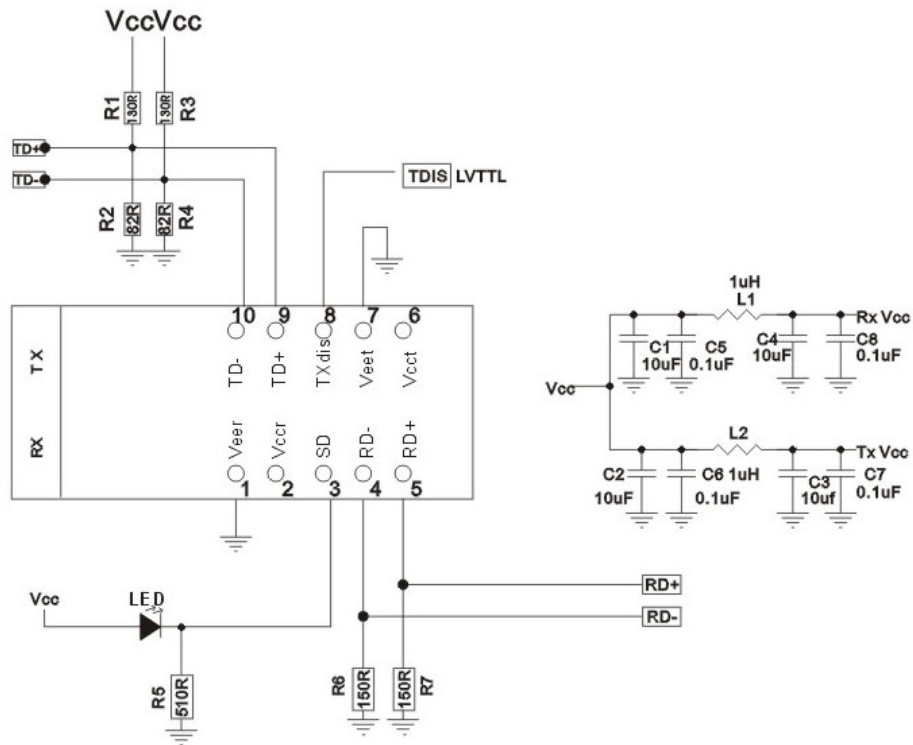 Vcc Vcc
R1 130R 130R R3
TD+
TD-
R2 82R 82R R4
TDIS LVTTL
10 9 8 7 6
TD- TD+ TXdis Veet Vcct
TX
RX
Veer Vccr SD RD- RD+
1 2 3 4 5
1uH
L1
Rx Vcc
C1 10uF
C5 0.1uF
C4 10uF
C8 0.1uF
Vcc
L2
Tx Vcc
C2 10uF
C6 0.1uF
1uH
C3 10uf
C7 0.1uF
RD+
RD-
Vcc
LED
R5 510R
R6 150R
150R R7